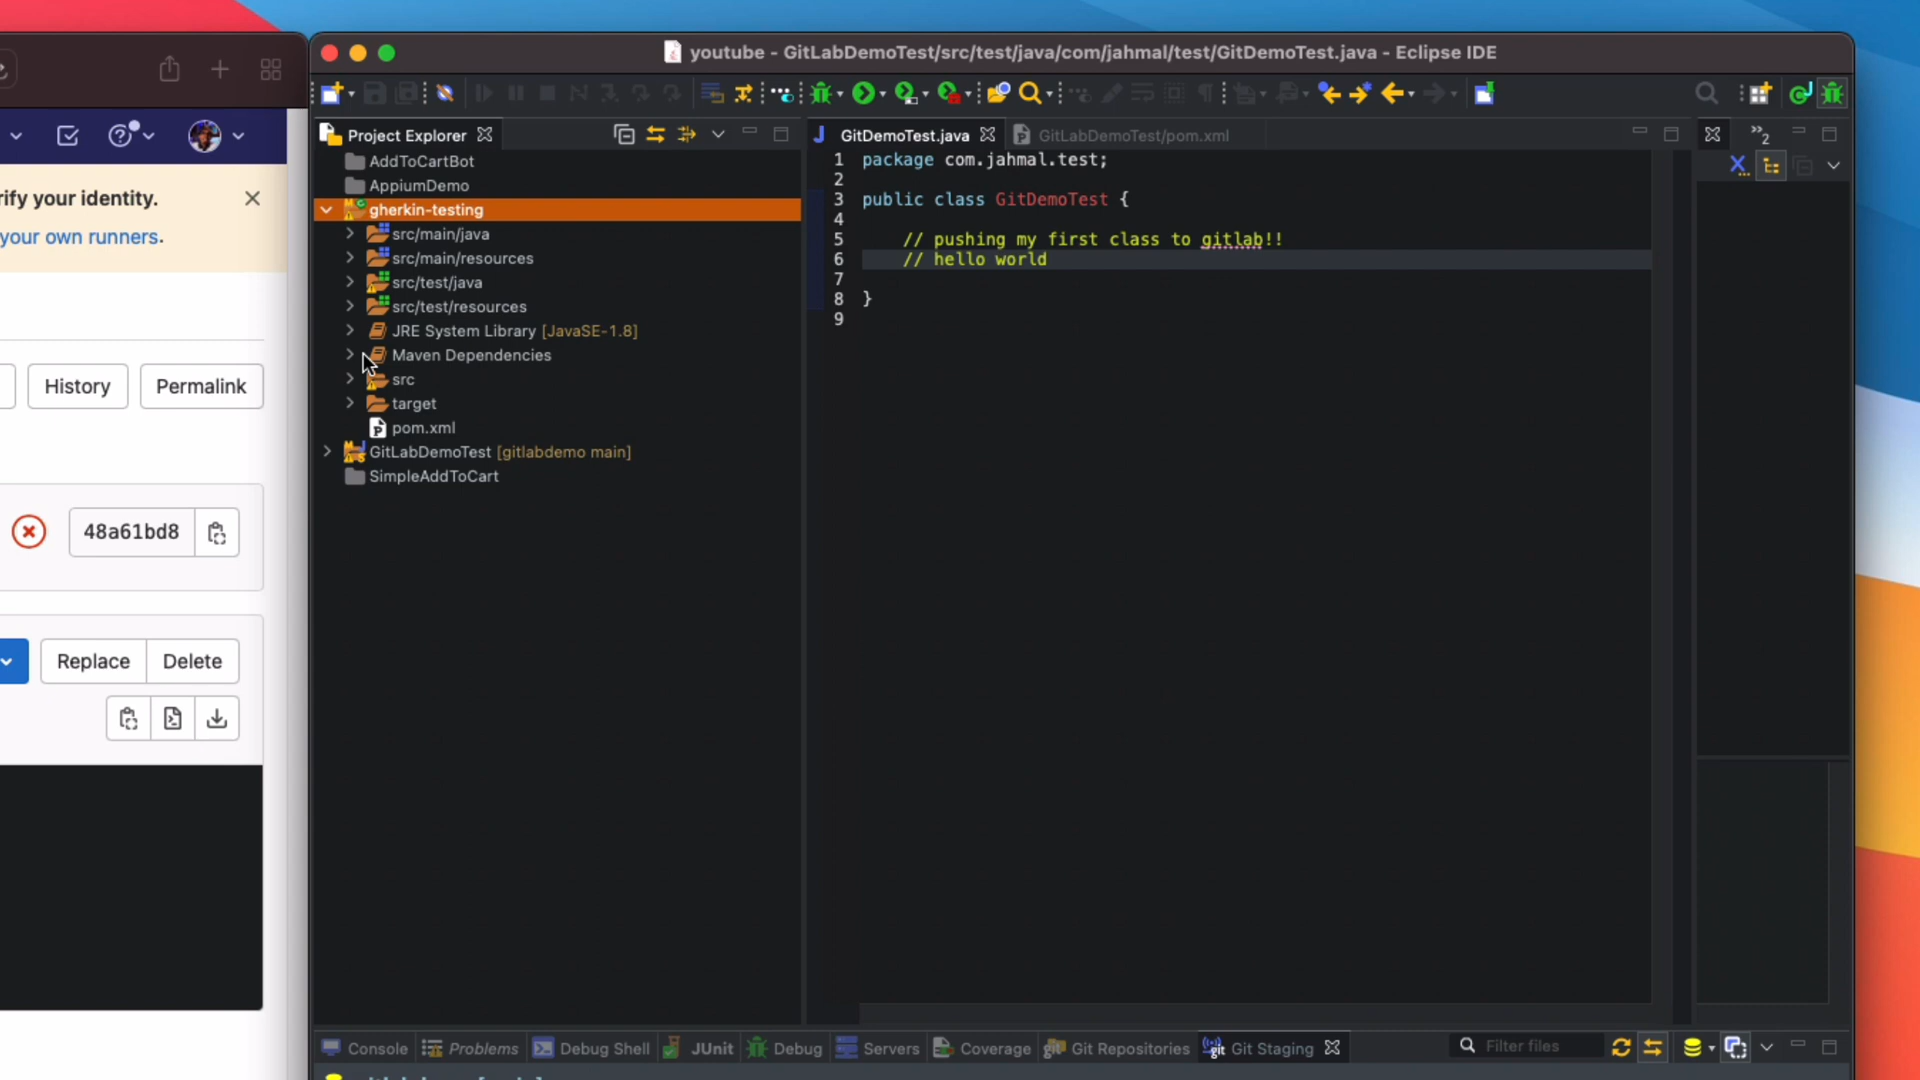 youtube - GitLabDemoTest/src/test/java/com/jahmal/test/GitDemoTest.java - Eclipse IDE
rify your identity.
your own runners.
History
Permalink
48a61bd8
Replace
Delete
Project Explorer
AddToCartBot
AppiumDemo
gherkin-testing
src/main/java
src/main/resources
src/test/java
src/test/resources
JRE System Library [JavaSE-1.8]
Maven Dependencies
src
target
pom.xml
GitLabDemoTest [gitlabdemo main]
SimpleAddToCart
GitDemoTest.java
GitLabDemoTest/pom.xml
2
1 package com.jahmal.test;
2
3 public class GitDemoTest {
4
5 // pushing my first class to gitlab!!
6 // hello world
7
8 }
9
Console
Problems
Debug Shell
JUnit
Debug
Servers
Coverage
Git Repositories
Git Staging
Filter files